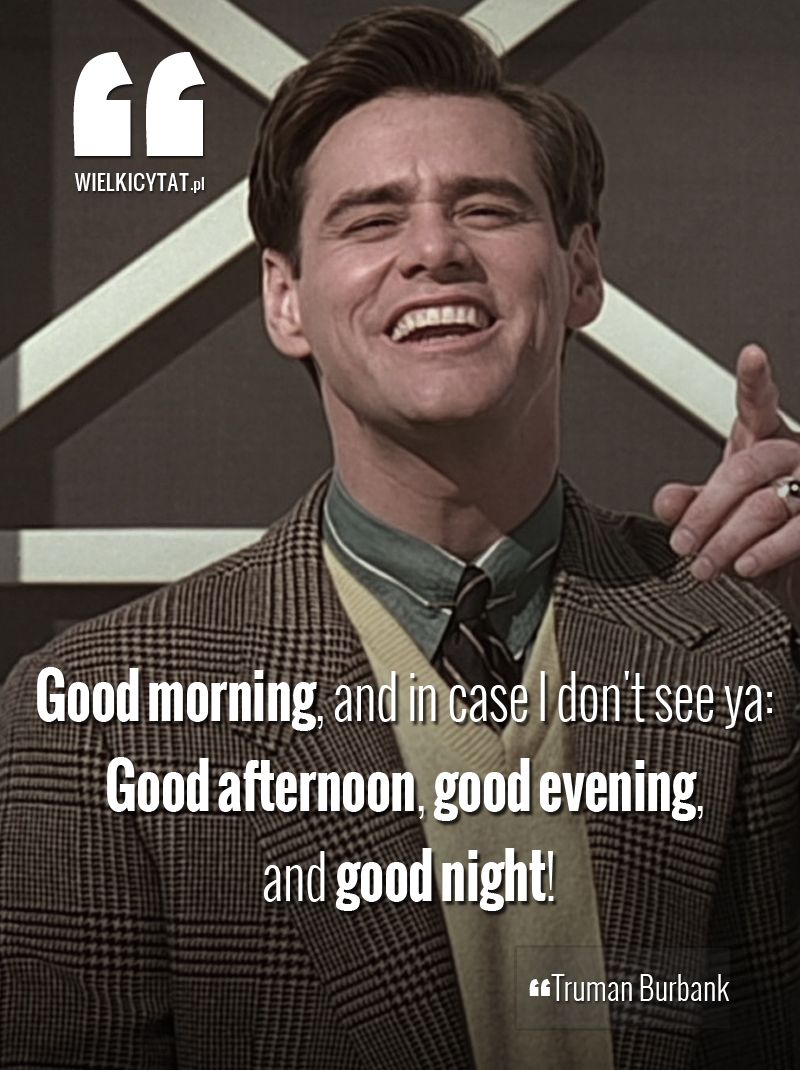 WIELKICYTAT.pl
Good morning, and in case I don't see ya:
Good afternoon, good evening,
and good night!
❝Truman Burbank